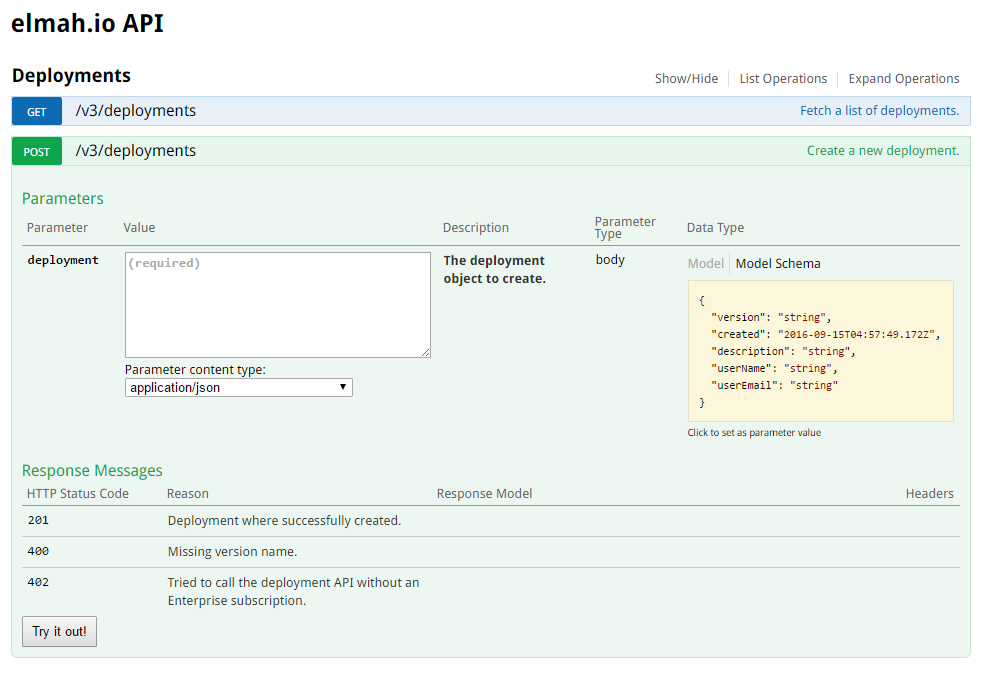 elmah.io API
Deployments
Show/Hide
List Operations
Expand Operations
GET
/v3/deployments
Fetch a list of deployments.
POST
/v3/deployments
Create a new deployment.
Parameters
Parameter
Value
Description
Parameter
Type
Data Type
deployment
(required)
Parameter content type:
application/json
The deployment
object to create.
body
Model
Model Schema
{
"version": "string",
"created": "2016-09-15T04:57:49.172Z",
"description": "string",
"userName": "string",
"userEmail": "string"
}
Click to set as parameter value
Response Messages
HTTP Status Code
Reason
Response Model
Headers
201
Deployment where successfully created.
400
Missing version name.
402
Tried to call the deployment API without an
Enterprise subscription.
Try it out!